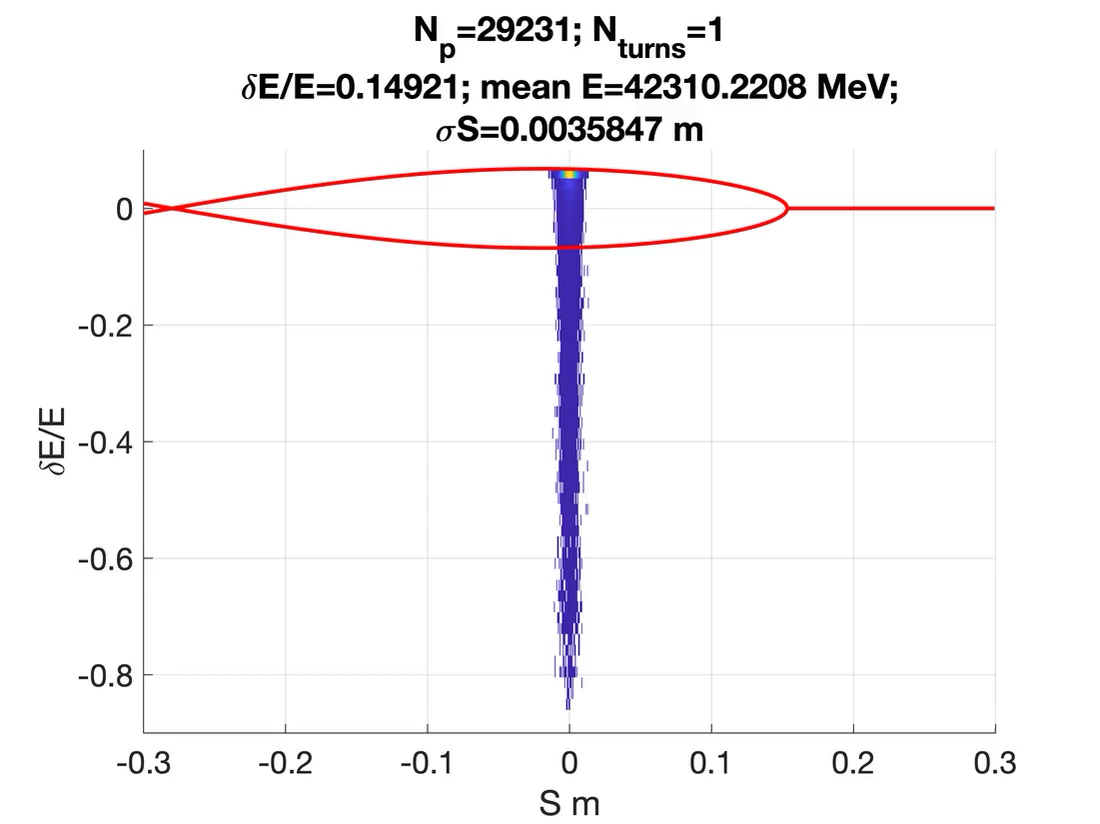 Np=29231; Nturns=1
δE/E=0.14921; mean E=42310.2208 MeV;
σS=0.0035847 m
0
-0.2
-0.4
-0.6
-0.8
δE/E
-0.3
-0.2
-0.1
0
0.1
0.2
0.3
S m